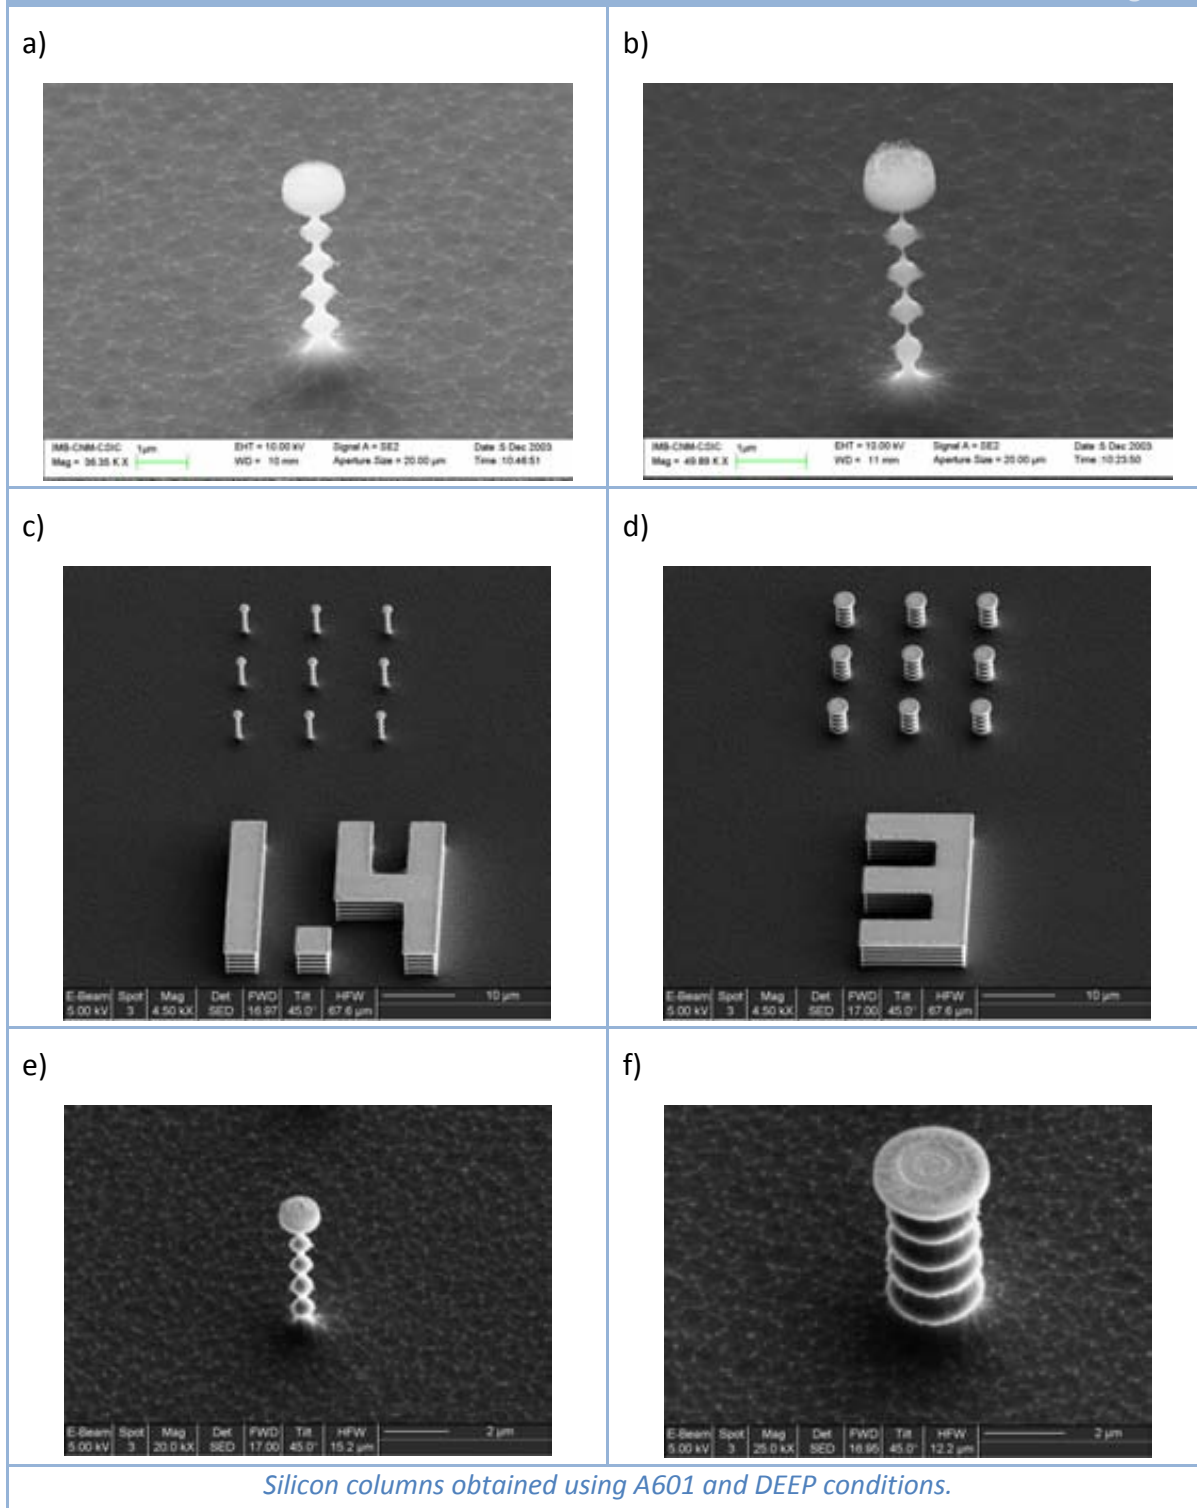 a)
b)
IMB-CNM-CSIC 1µm EHT = 10.00 kV Signal A = SE2 Date :5 Dec 2003
Mag = 36.35 K X WD = 10 mm Aperture Size = 20.00 µm Time :10:46:51
IMB-CNM-CSIC 1µm EHT = 10.00 kV Signal A = SE2 Date :5 Dec 2003
Mag = 49.89 K X WD = 11 mm Aperture Size = 20.00 µm Time :10:23:50
c)
d)
1.4
3
E-Beam Spot Mag Det FWD Tilt HFW 10 µm
5.00 kV 3 4.50 kX SED 16.97 45.0° 67.6 µm
E-Beam Spot Mag Det FWD Tilt HFW 10 µm
5.00 kV 3 4.50 kX SED 17.00 45.0° 67.6 µm
e)
f)
E-Beam Spot Mag Det FWD Tilt HFW 2 µm
5.00 kV 3 20.0 kX SED 17.00 45.0° 15.2 µm
E-Beam Spot Mag Det FWD Tilt HFW 2 µm
5.00 kV 3 25.0 kX SED 16.95 45.0° 12.2 µm
Silicon columns obtained using A601 and DEEP conditions.